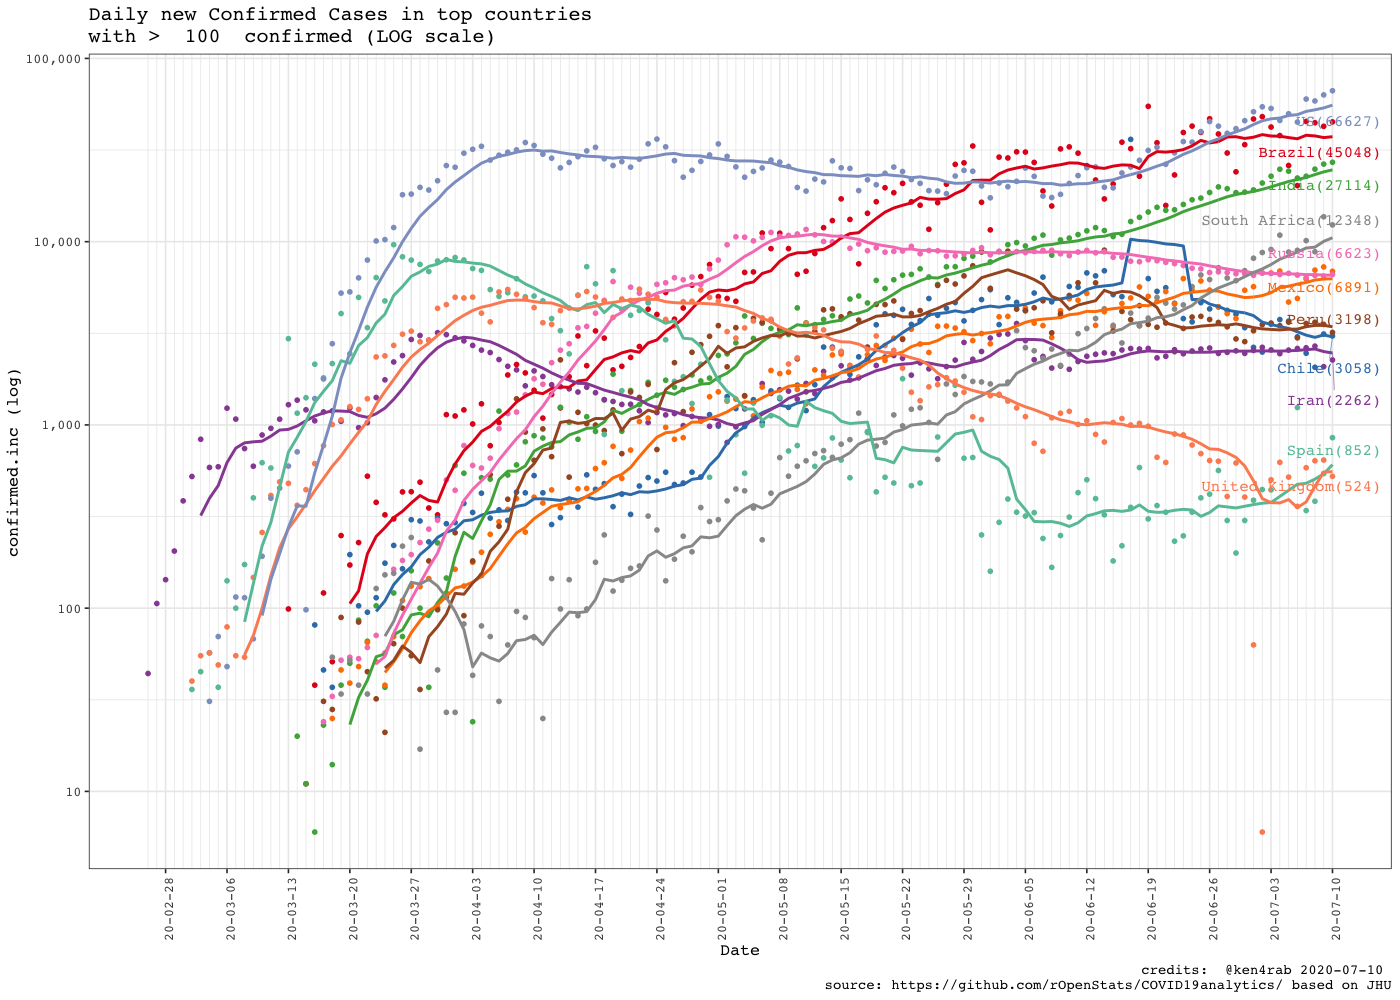 Daily new Confirmed Cases in top countries
with >  100  confirmed (LOG scale)
100,000
10,000
1,000
100
10
confirmed.inc (log)
US(66627)
Brazil(45048)
India(27114)
South Africa(12348)
Russia(6623)
Mexico(6891)
Peru(3198)
Chile(3058)
Iran(2262)
Spain(852)
United Kingdom(524)
20-02-28
20-03-06
20-03-13
20-03-20
20-03-27
20-04-03
20-04-10
20-04-17
20-04-24
20-05-01
20-05-08
20-05-15
20-05-22
20-05-29
20-06-05
20-06-12
20-06-19
20-06-26
20-07-03
20-07-10
Date
credits:  @ken4rab 2020-07-10
source: https://github.com/rOpenStats/COVID19analytics/ based on JHU